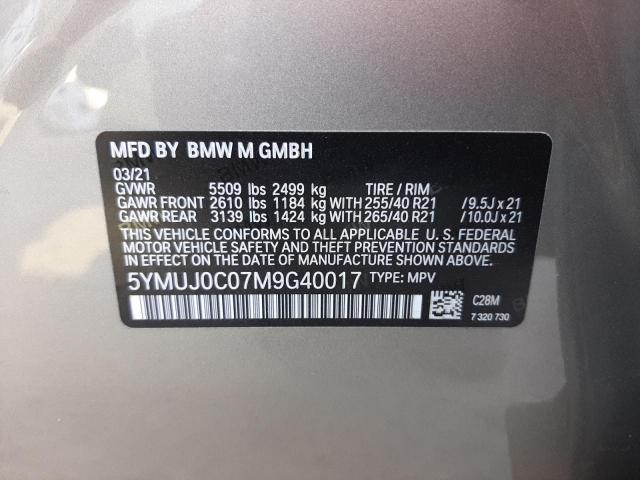 MFD BY BMW M GMBH
03/21
GVWR 5509 lbs 2499 kg TIRE / RIM
GAWR FRONT 2610 lbs 1184 kg WITH 255/40 R21 /9.5J x 21
GAWR REAR 3139 lbs 1424 kg WITH 265/40 R21 /10.0J x 21
THIS VEHICLE CONFORMS TO ALL APPLICABLE U.S. FEDERAL
MOTOR VEHICLE SAFETY AND THEFT PREVENTION STANDARDS
IN EFFECT ON THE DATE OF MANUFACTURE SHOWN ABOVE.
5YMUJ0C07M9G40017 TYPE: MPV
C28M
7 320 730